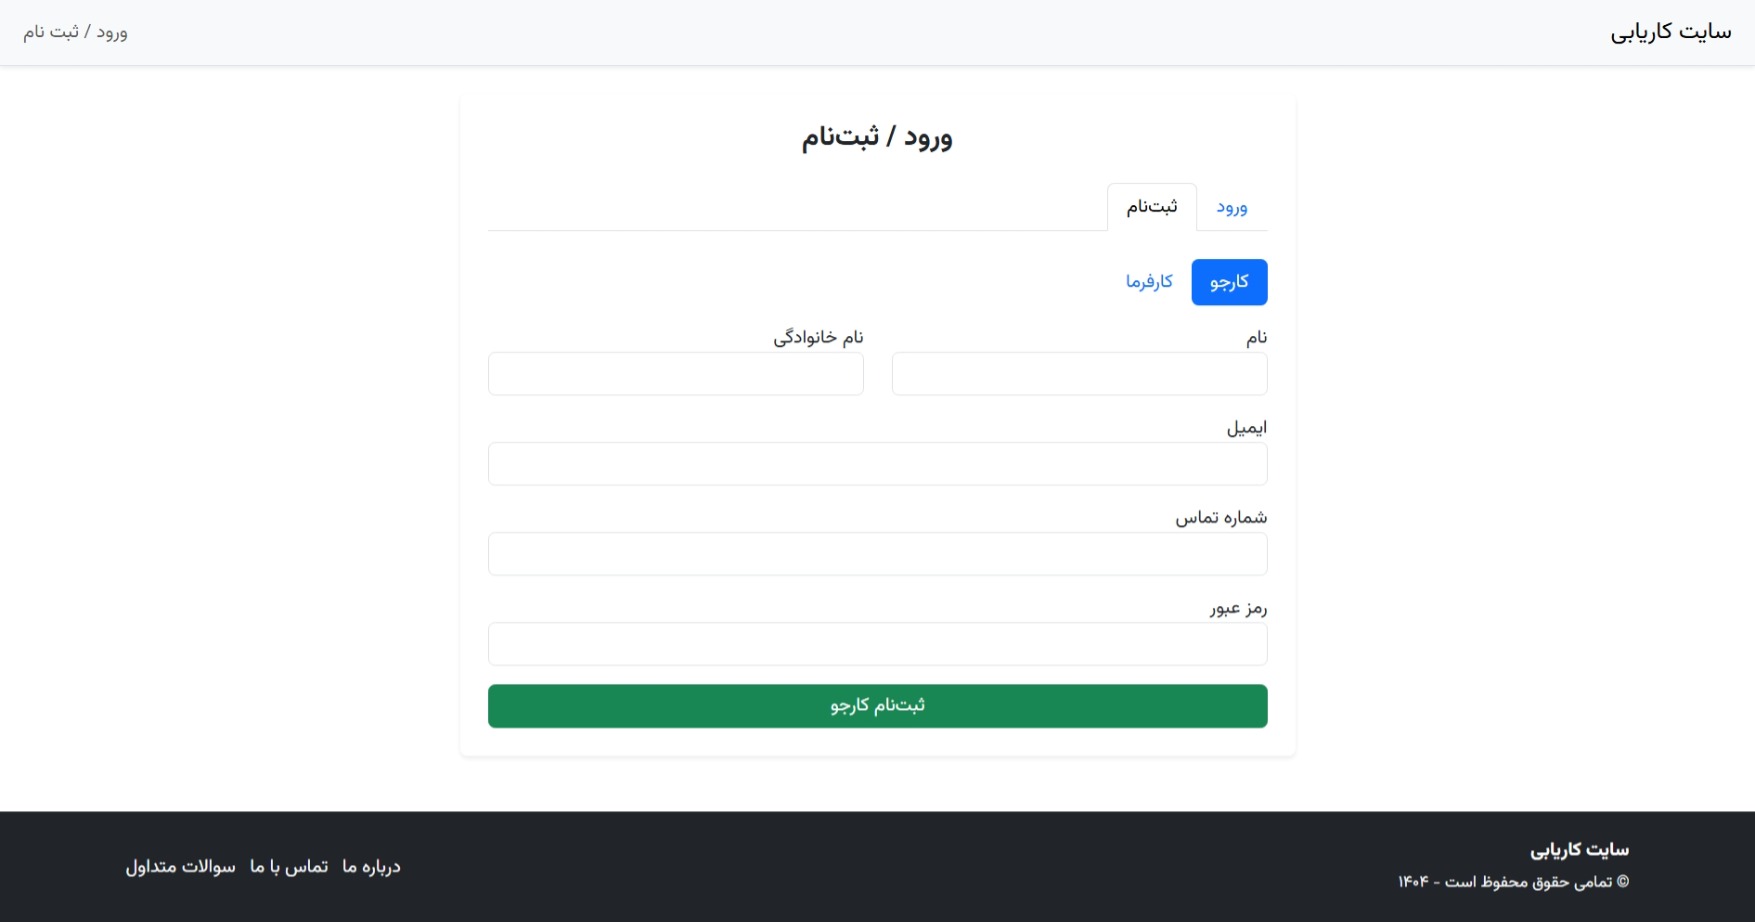 سایت کاریابی
ورود / ثبت نام
ورود / ثبت‌نام
ورود
ثبت‌نام
کارجو
کارفرما
نام
نام خانوادگی
ایمیل
شماره تماس
رمز عبور
ثبت‌نام کارجو
سایت کاریابی
© تمامی حقوق محفوظ است - ۱۴۰۴
درباره ما
تماس با ما
سوالات متداول